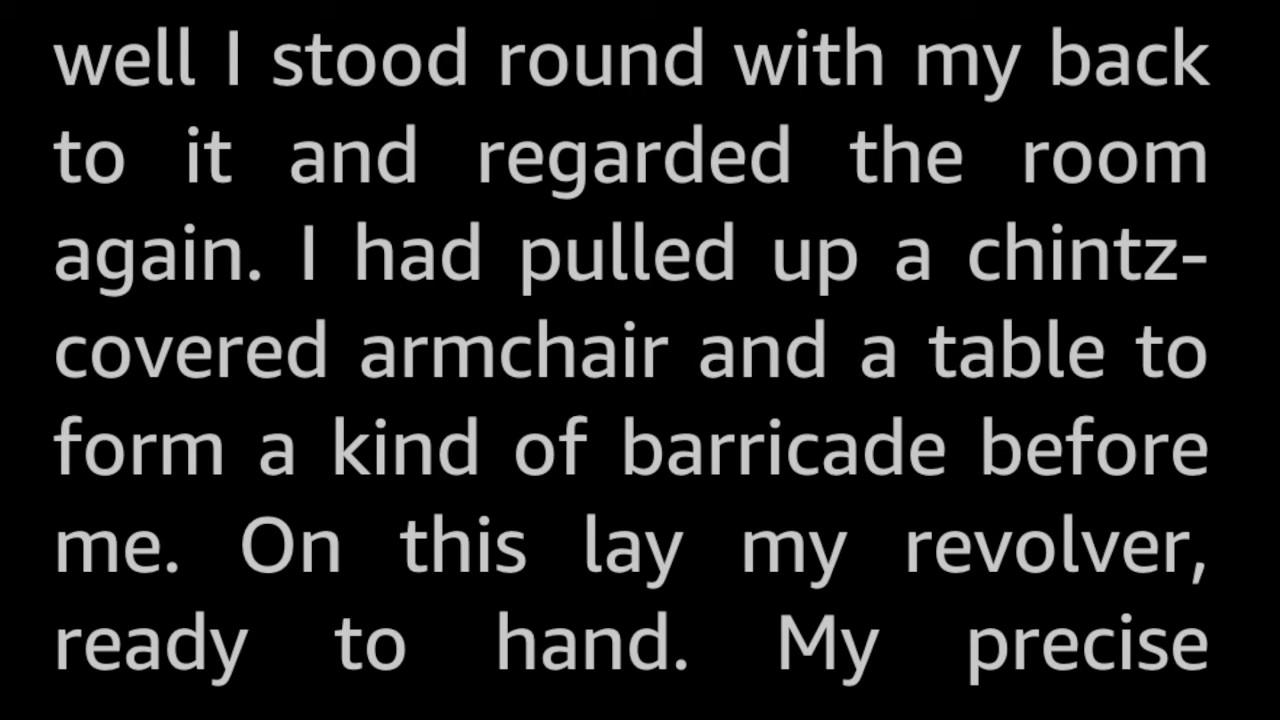 well I stood round with my back
to it and regarded the room
again. I had pulled up a chintz-
covered armchair and a table to
form a kind of barricade before
me. On this lay my revolver,
ready to hand. My precise